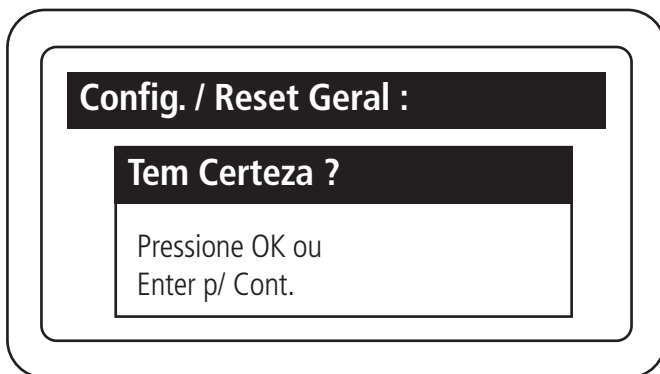 Config. / Reset Geral :
Tem Certeza ?
Pressione OK ou
Enter p/ Cont.